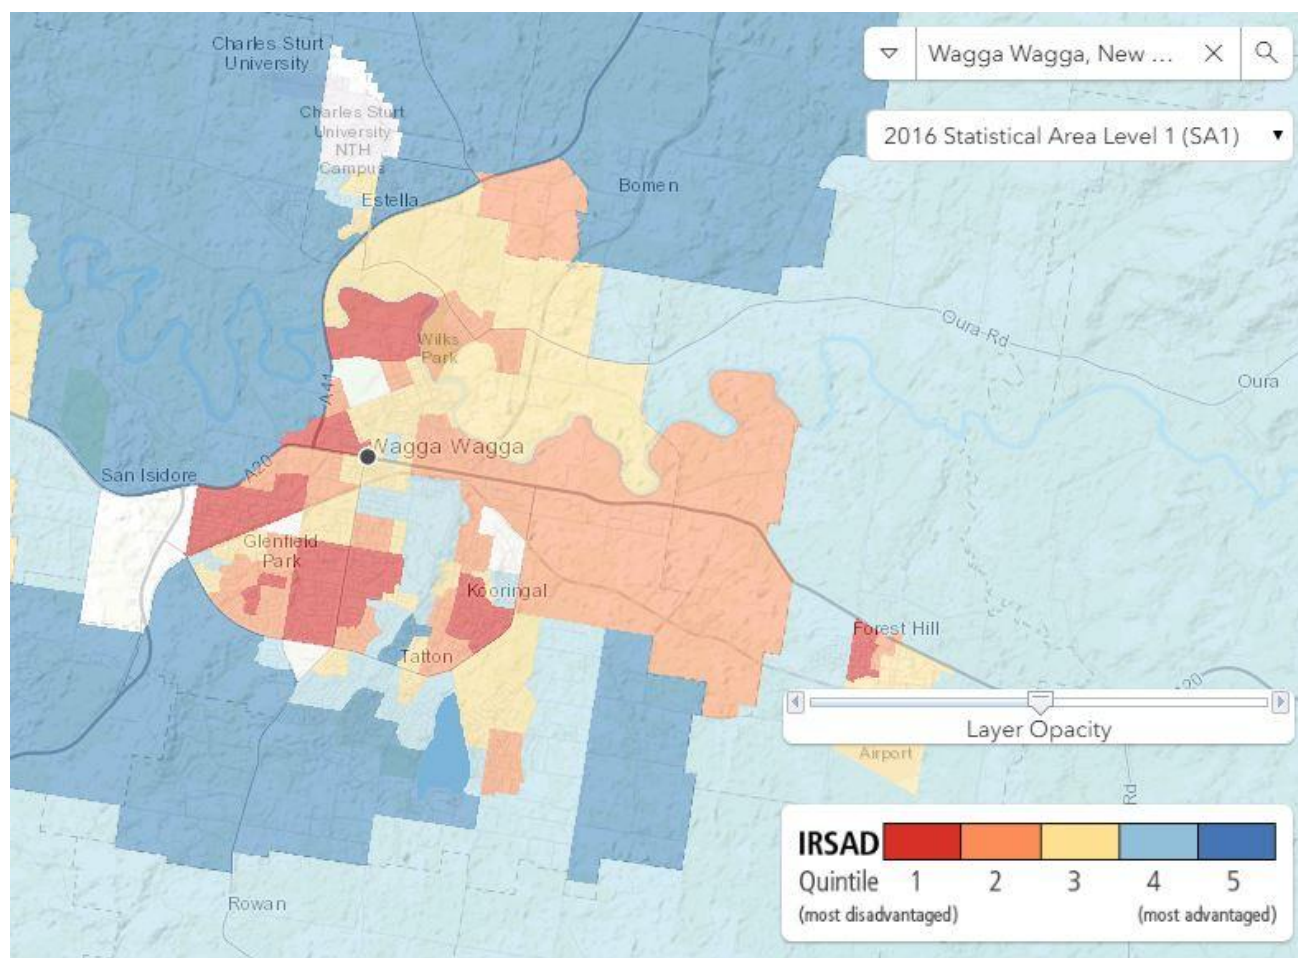 Charles Sturt
University
Wagga Wagga, New ...
2016 Statistical Area Level 1 (SA1)
Charles Sturt
University
NTH
Campus
Estella
Bomen
Oura Rd
Wilks
Park
Oura
A41
Wagga Wagga
A20
San Isidore
Glenfield
Park
Kooringal
Forest Hill
Tatton
A20
Layer Opacity
Airport
Rd
IRSAD
Quintile 1 2 3 4 5
(most disadvantaged) (most advantaged)
Rowan